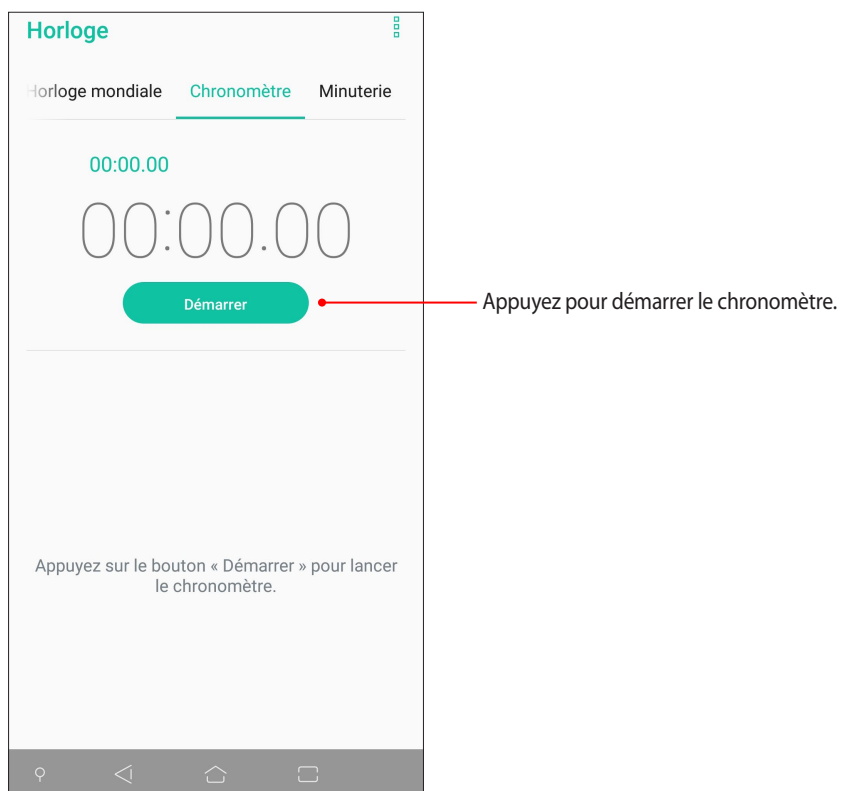 Horloge
Horloge mondiale Chronomètre Minuterie
00:00.00
00:00.00
Démarrer
Appuyez pour démarrer le chronomètre.
Appuyez sur le bouton « Démarrer » pour lancer
le chronomètre.